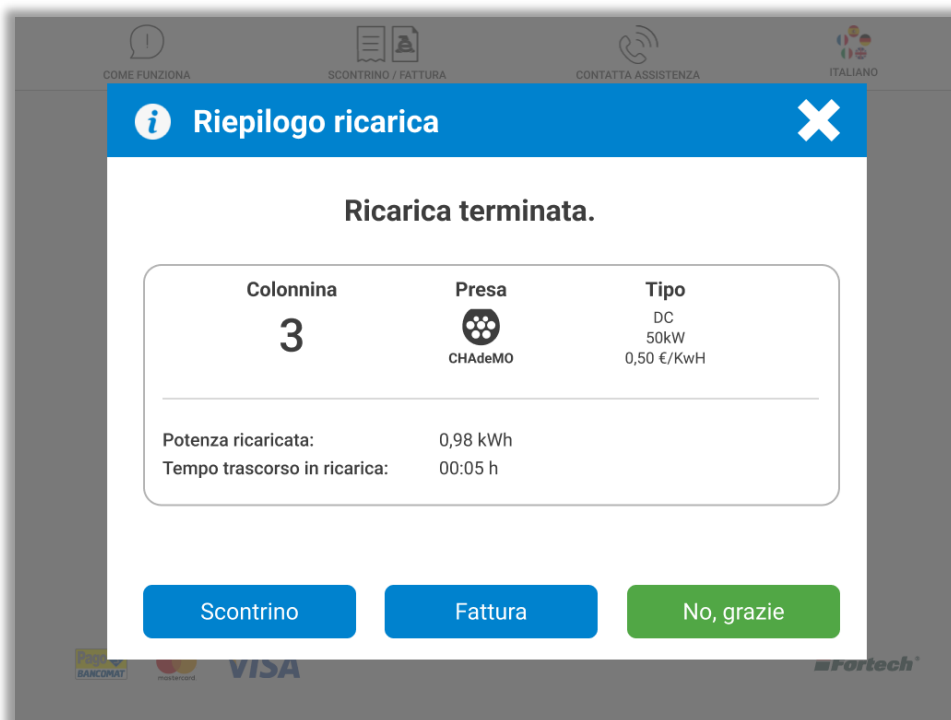 COME FUNZIONA
SCONTRINO / FATTURA
CONTATTA ASSISTENZA
ITALIANO
i Riepilogo ricarica
Ricarica terminata.
Colonnina Presa Tipo
3
CHAdeMO
DC
50kW
0,50 €/KwH
Potenza ricaricata: 0,98 kWh
Tempo trascorso in ricarica: 00:05 h
Scontrino Fattura No, grazie
Pago
BANCOMAT
mastercard
VISA
Fortech